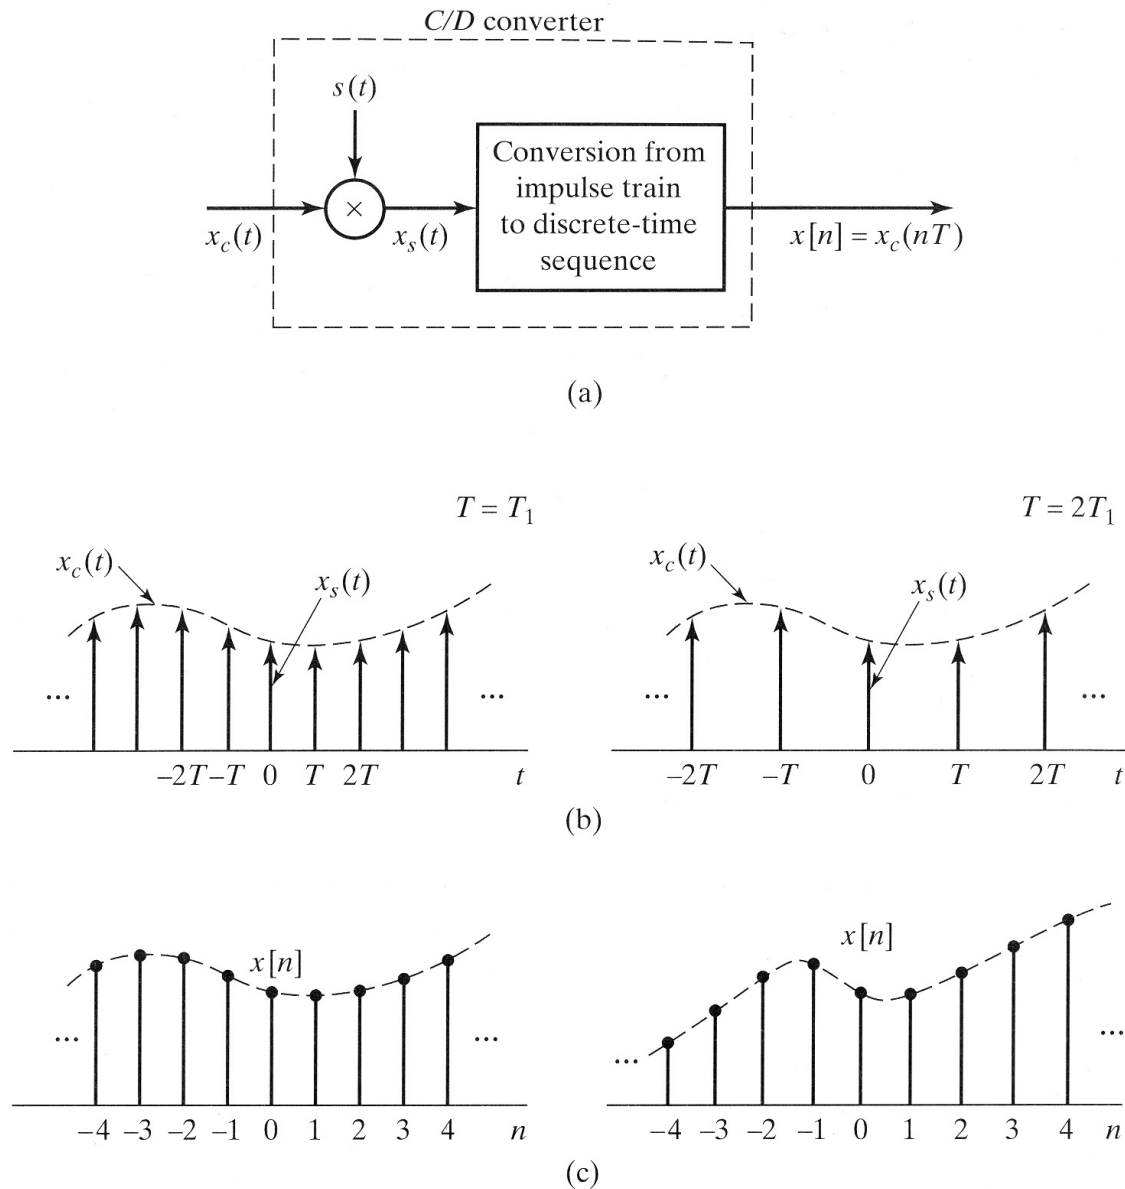 C/D converter
s(t)
×
Conversion from
impulse train
to discrete-time
sequence
x_c(t)
x_s(t)
x[n] = x_c(nT)
(a)
T = T₁
T = 2T₁
x_c(t)
x_s(t)
x_c(t)
x_s(t)
... ...
... ...
–2T –T 0 T 2T t
–2T –T 0 T 2T t
(b)
x[n]
x[n]
... ...
... ...
–4 –3 –2 –1 0 1 2 3 4 n
–4 –3 –2 –1 0 1 2 3 4 n
(c)